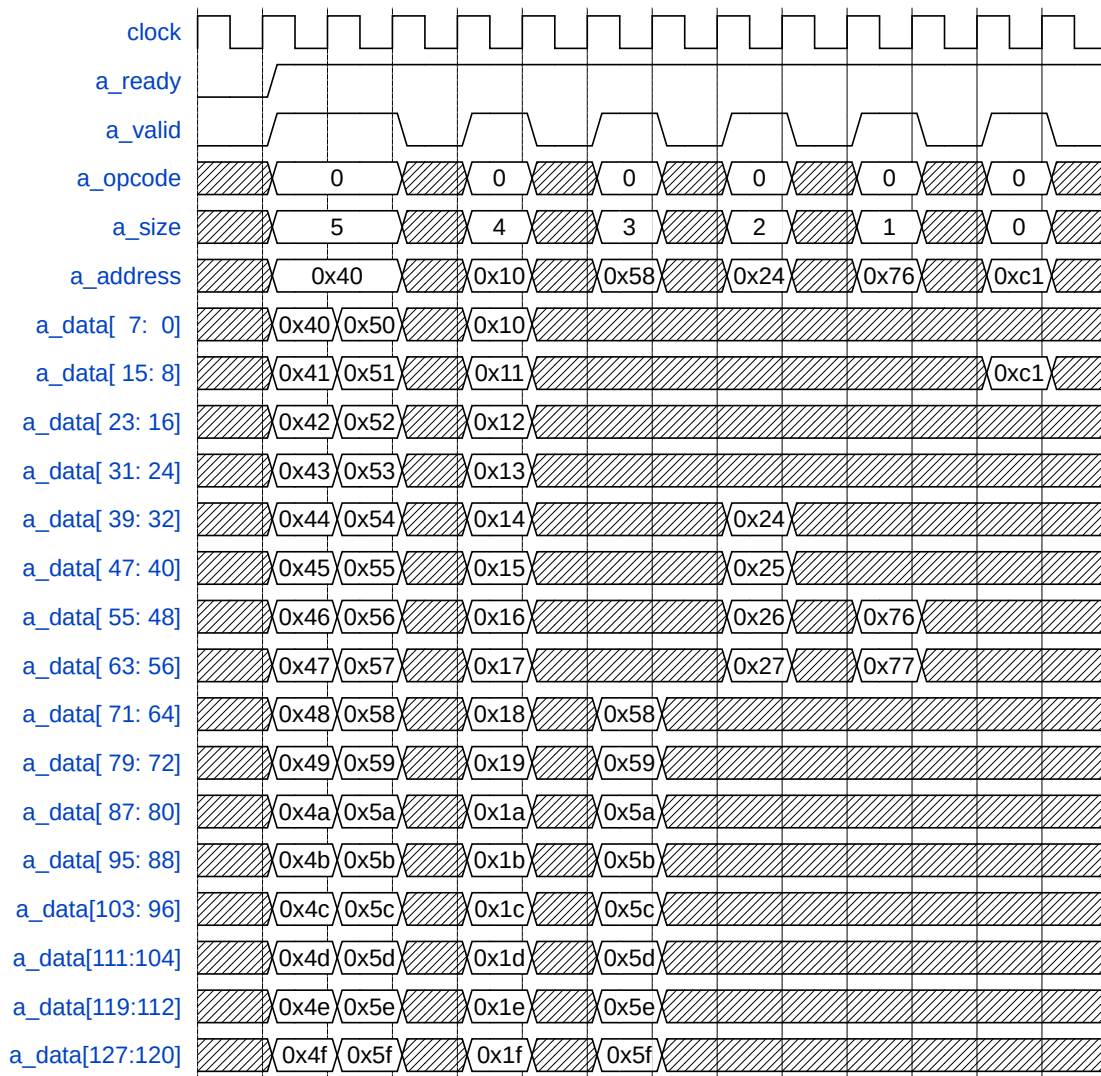 clock
a_ready
a_valid
a_opcode 0 0 0 0 0 0
a_size 5 4 3 2 1 0
a_address 0x40 0x10 0x58 0x24 0x76 0xc1
a_data[ 7: 0] 0x40 0x50 0x10
a_data[ 15: 8] 0x41 0x51 0x11 0xc1
a_data[ 23: 16] 0x42 0x52 0x12
a_data[ 31: 24] 0x43 0x53 0x13
a_data[ 39: 32] 0x44 0x54 0x14 0x24
a_data[ 47: 40] 0x45 0x55 0x15 0x25
a_data[ 55: 48] 0x46 0x56 0x16 0x26 0x76
a_data[ 63: 56] 0x47 0x57 0x17 0x27 0x77
a_data[ 71: 64] 0x48 0x58 0x18 0x58
a_data[ 79: 72] 0x49 0x59 0x19 0x59
a_data[ 87: 80] 0x4a 0x5a 0x1a 0x5a
a_data[ 95: 88] 0x4b 0x5b 0x1b 0x5b
a_data[103: 96] 0x4c 0x5c 0x1c 0x5c
a_data[111:104] 0x4d 0x5d 0x1d 0x5d
a_data[119:112] 0x4e 0x5e 0x1e 0x5e
a_data[127:120] 0x4f 0x5f 0x1f 0x5f